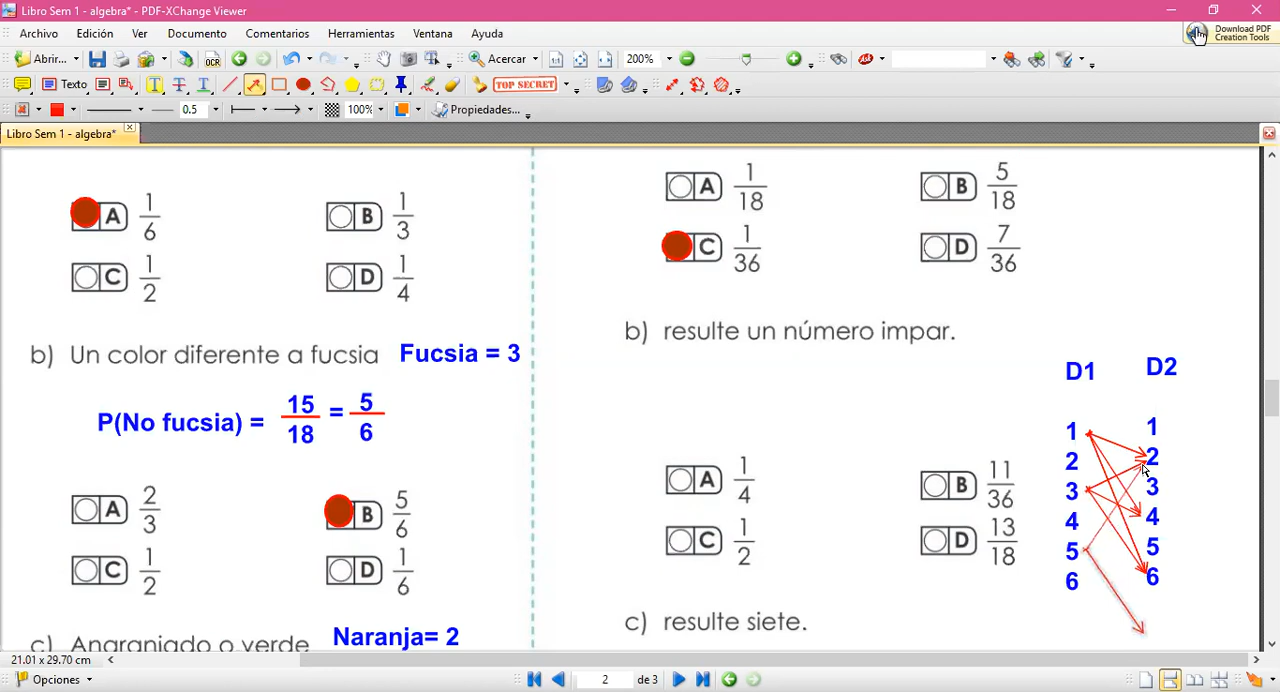 Libro Sem 1 - algebra* - PDF-XChange Viewer
Archivo Edición Ver Documento Comentarios Herramientas Ventana Ayuda
Download PDF
Creation Tools
Abrir... OCR Acercar 200%
Texto TOP SECRET
0.5 100% Propiedades...
Libro Sem 1 - algebra*
A 1/6 B 1/3
C 1/2 D 1/4
b) Un color diferente a fucsia Fucsia = 3
P(No fucsia) = 15/18 = 5/6
A 2/3 B 5/6
C 1/2 D 1/6
c) Anaranjado o verde Naranja= 2
A 1/18 B 5/18
C 1/36 D 7/36
b) resulte un número impar.
D1 D2
1 1
2 2
3 3
4 4
5 5
6 6
A 1/4 B 11/36
C 1/2 D 13/18
c) resulte siete.
21.01 x 29.70 cm
Opciones 2 de 3